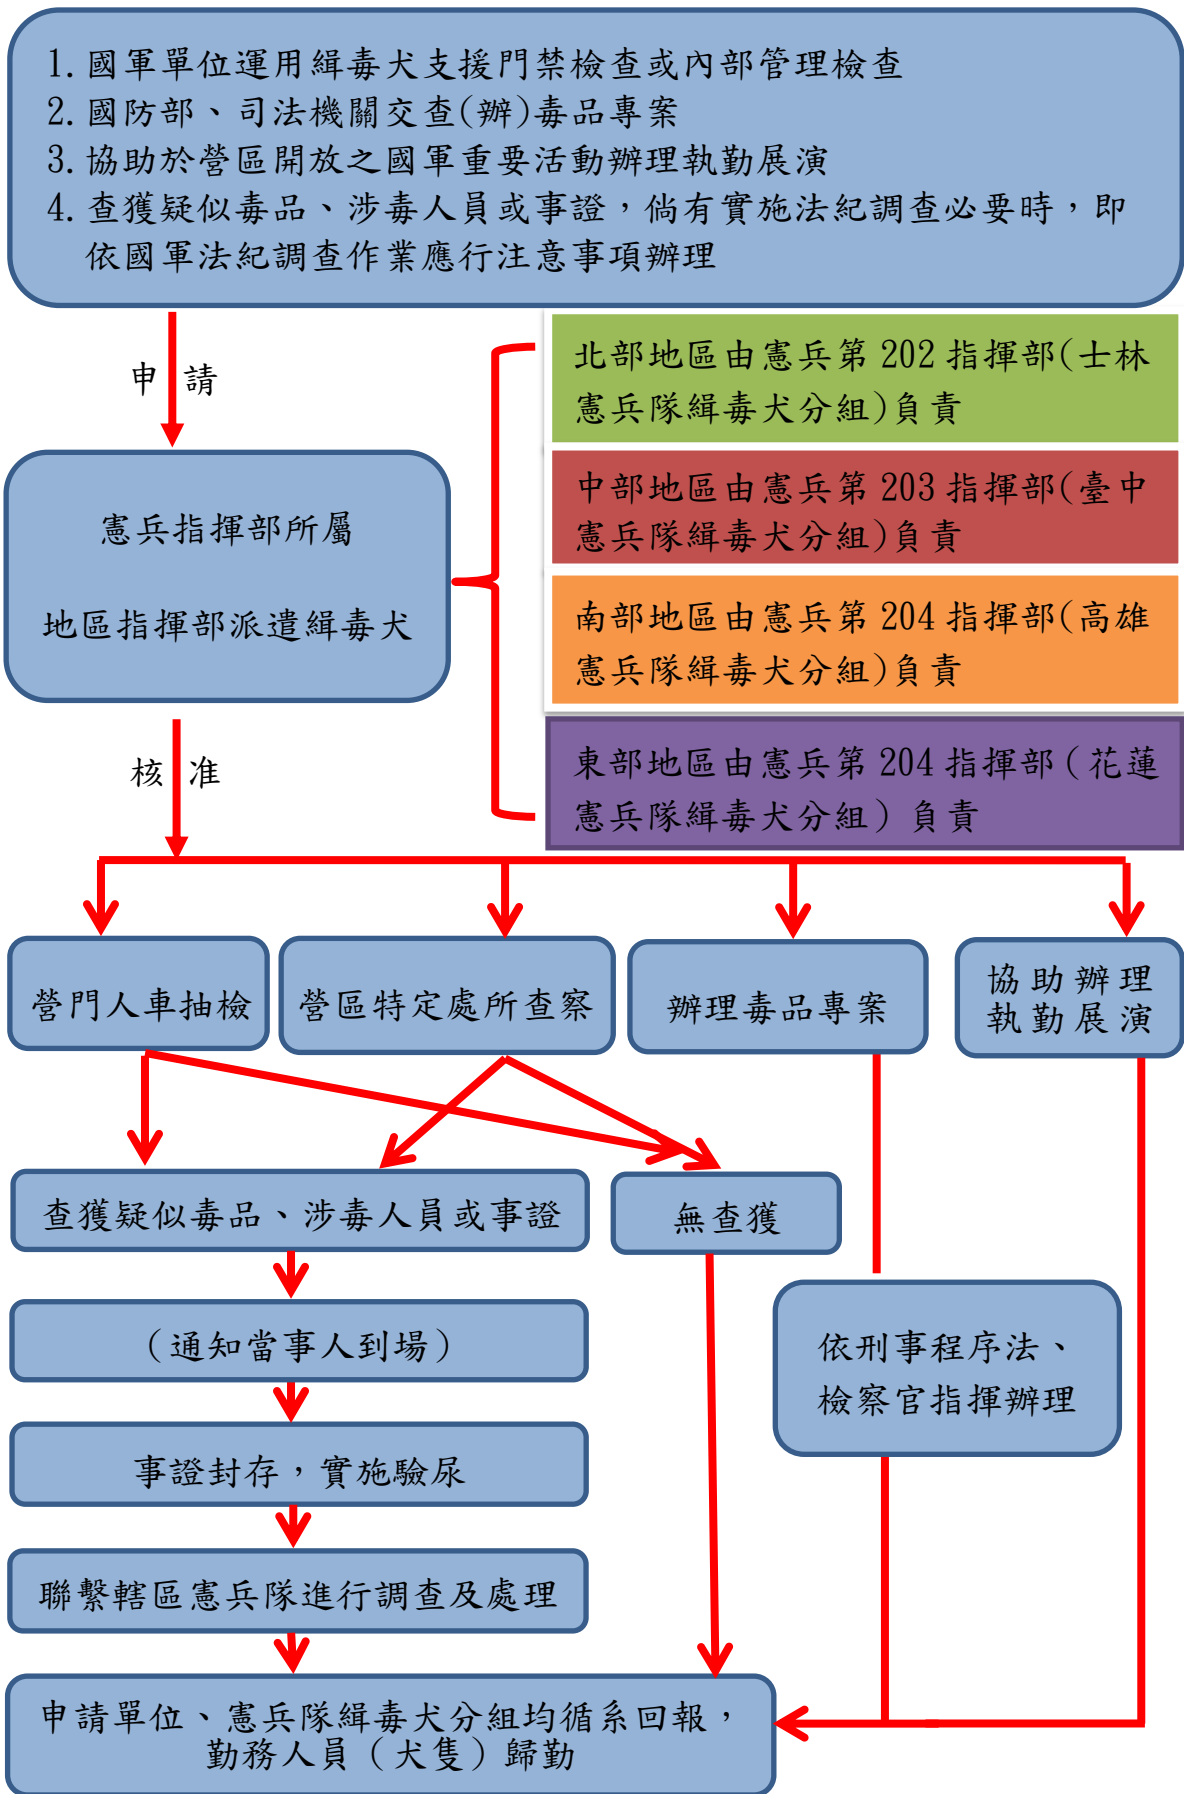 1. 國軍單位運用緝毒犬支援門禁檢查或內部管理檢查
2. 國防部、司法機關交查(辦)毒品專案
3. 協助於營區開放之國軍重要活動辦理執勤展演
4. 查獲疑似毒品、涉毒人員或事證，倘有實施法紀調查必要時，即
依國軍法紀調查作業應行注意事項辦理
申請
北部地區由憲兵第 202 指揮部(士林
憲兵隊緝毒犬分組)負責
中部地區由憲兵第 203 指揮部(臺中
憲兵隊緝毒犬分組)負責
南部地區由憲兵第 204 指揮部(高雄
憲兵隊緝毒犬分組)負責
東部地區由憲兵第 204 指揮部（花蓮
憲兵隊緝毒犬分組）負責
憲兵指揮部所屬
地區指揮部派遣緝毒犬
核准
營門人車抽檢
營區特定處所查察
辦理毒品專案
協助辦理
執勤展演
查獲疑似毒品、涉毒人員或事證
無查獲
（通知當事人到場）
依刑事程序法、
檢察官指揮辦理
事證封存，實施驗尿
聯繫轄區憲兵隊進行調查及處理
申請單位、憲兵隊緝毒犬分組均循系回報，
勤務人員（犬隻）歸勤